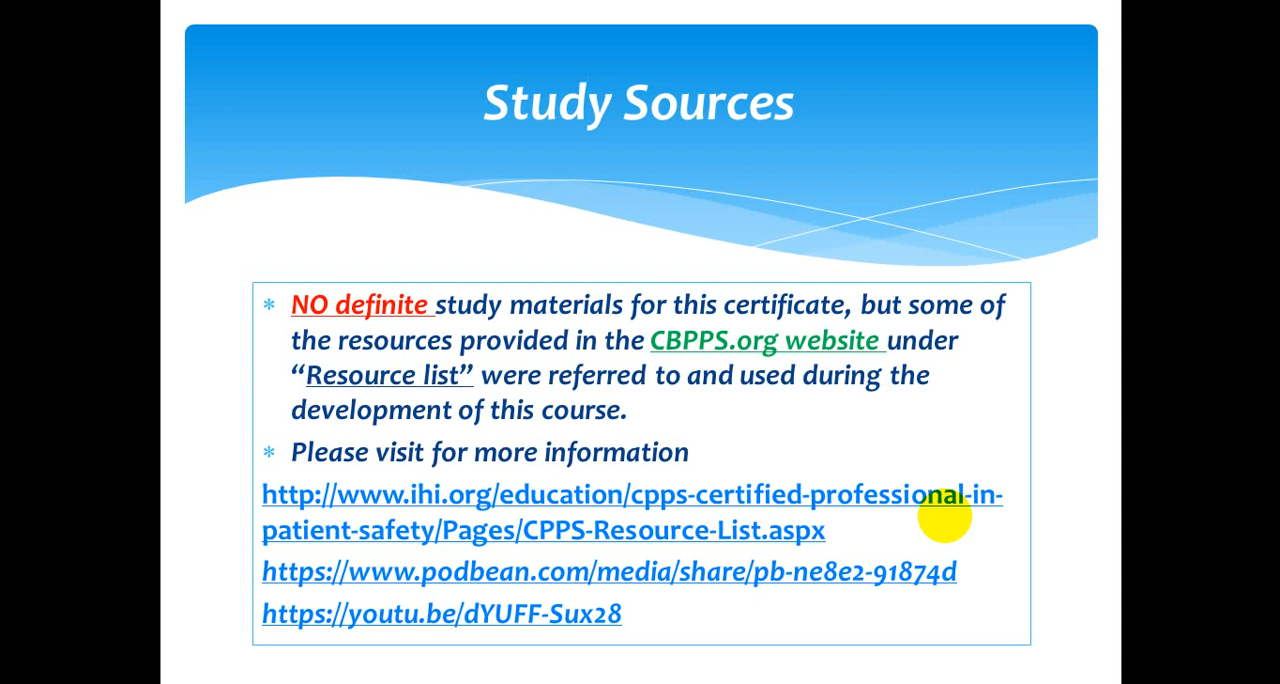 Study Sources
* NO definite study materials for this certificate, but some of
the resources provided in the CBPPS.org website under
“Resource list” were referred to and used during the
development of this course.
* Please visit for more information
http://www.ihi.org/education/cpps-certified-professional-in-
patient-safety/Pages/CPPS-Resource-List.aspx
https://www.podbean.com/media/share/pb-ne8e2-91874d
https://youtu.be/dYUFF-Sux28